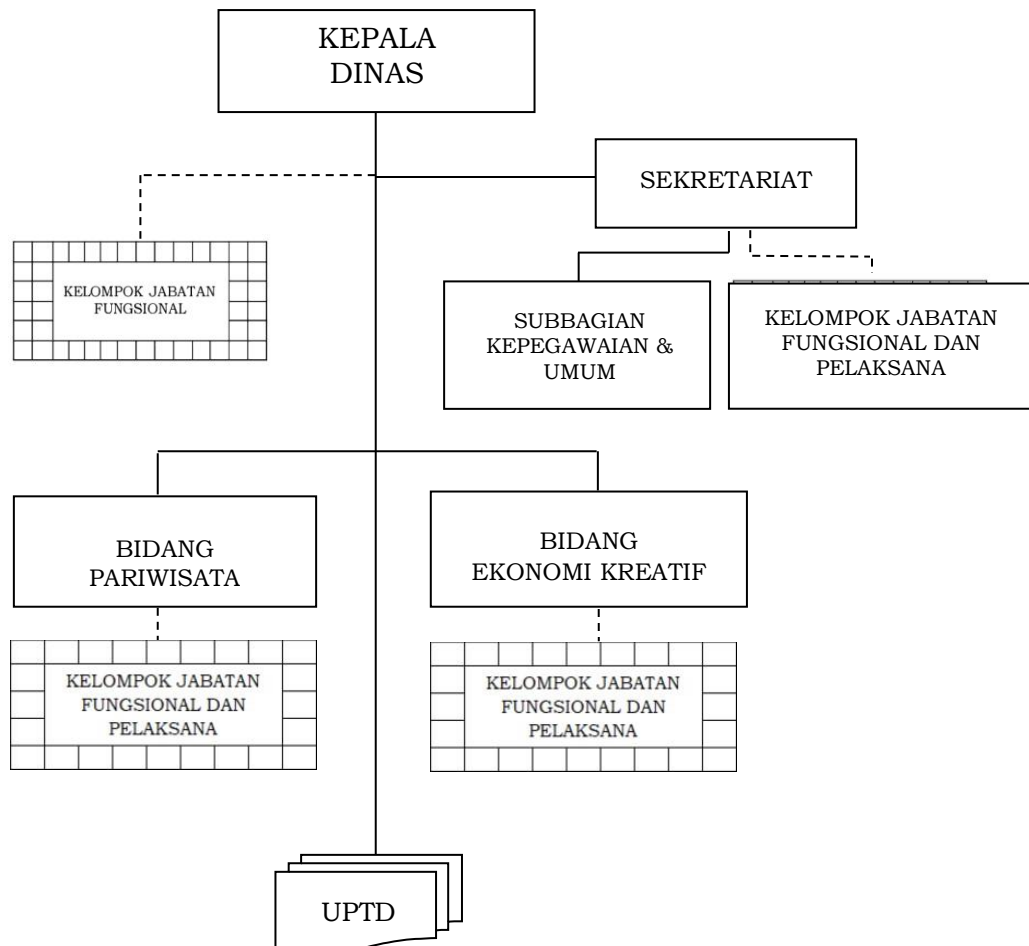 KEPALA
DINAS
SEKRETARIAT
KELOMPOK JABATAN
FUNGSIONAL
SUBBAGIAN
KEPEGAWAIAN &
UMUM
KELOMPOK JABATAN
FUNGSIONAL DAN
PELAKSANA
BIDANG
PARIWISATA
BIDANG
EKONOMI KREATIF
KELOMPOK JABATAN
FUNGSIONAL DAN
PELAKSANA
KELOMPOK JABATAN
FUNGSIONAL DAN
PELAKSANA
UPTD